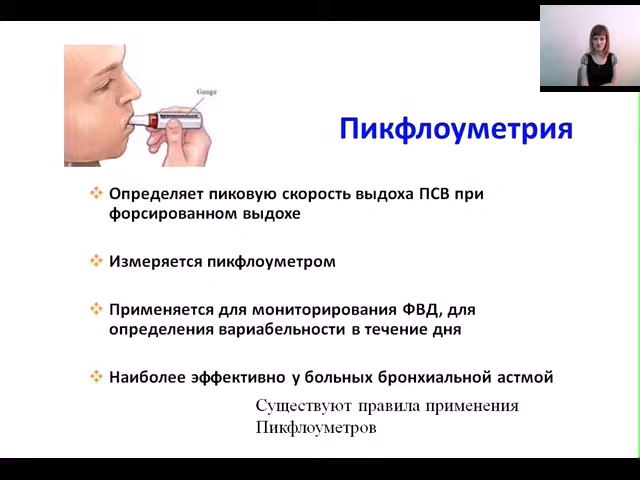 Gauge
Пикфлоуметрия
Определяет пиковую скорость выдоха ПСВ при
форсированном выдохе
Измеряется пикфлоуметром
Применяется для мониторирования ФВД, для
определения вариабельности в течение дня
Наиболее эффективно у больных бронхиальной астмой
Существуют правила применения
Пикфлоуметров